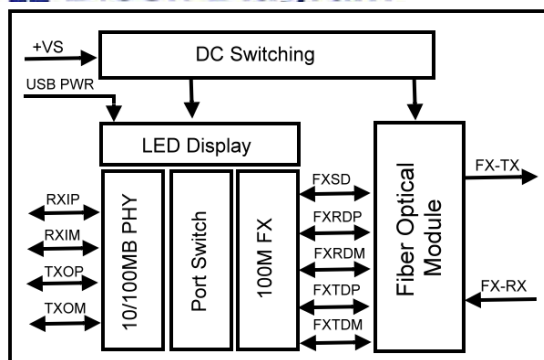 +VS
DC Switching
USB PWR
LED Display
RXIP
RXIM
TXOP
TXOM
10/100MB PHY
Port Switch
100M FX
FXSD
FXRDP
FXRDM
FXTDP
FXTDM
Fiber Optical
Module
FX-TX
FX-RX